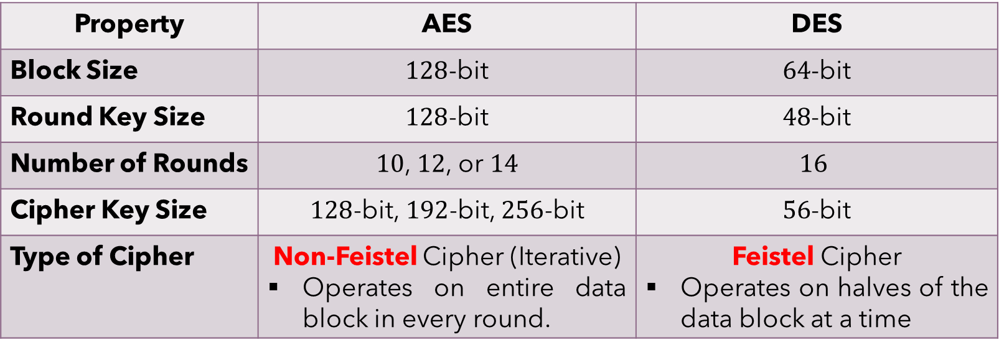 Property AES DES
Block Size 128-bit 64-bit
Round Key Size 128-bit 48-bit
Number of Rounds 10, 12, or 14 16
Cipher Key Size 128-bit, 192-bit, 256-bit 56-bit
Type of Cipher Non-Feistel Cipher (Iterative) Feistel Cipher
▪ Operates on entire data ▪ Operates on halves of the
block in every round. data block at a time